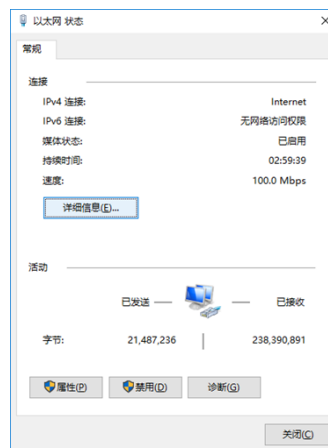 以太网 状态
常规
连接
IPv4 连接: Internet
IPv6 连接: 无网络访问权限
媒体状态: 已启用
持续时间: 02:59:39
速度: 100.0 Mbps
详细信息(E)...
活动
已发送 — — 已接收
字节: 21,487,236 238,390,891
属性(P) 禁用(D) 诊断(G)
关闭(C)